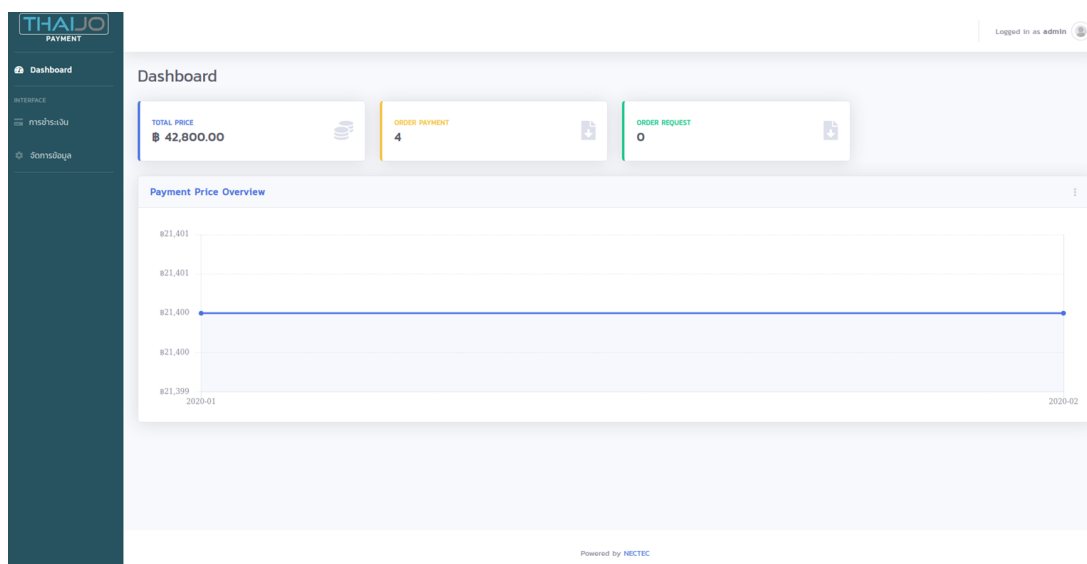 THAIJO
PAYMENT
Logged in as admin
Dashboard
INTERFACE
การชำระเงิน
จัดการข้อมูล
Dashboard
TOTAL PRICE
฿ 42,800.00
ORDER PAYMENT
4
ORDER REQUEST
0
Payment Price Overview
฿21,401
฿21,401
฿21,400
฿21,400
฿21,399
2020-01
2020-02
Powered by NECTEC